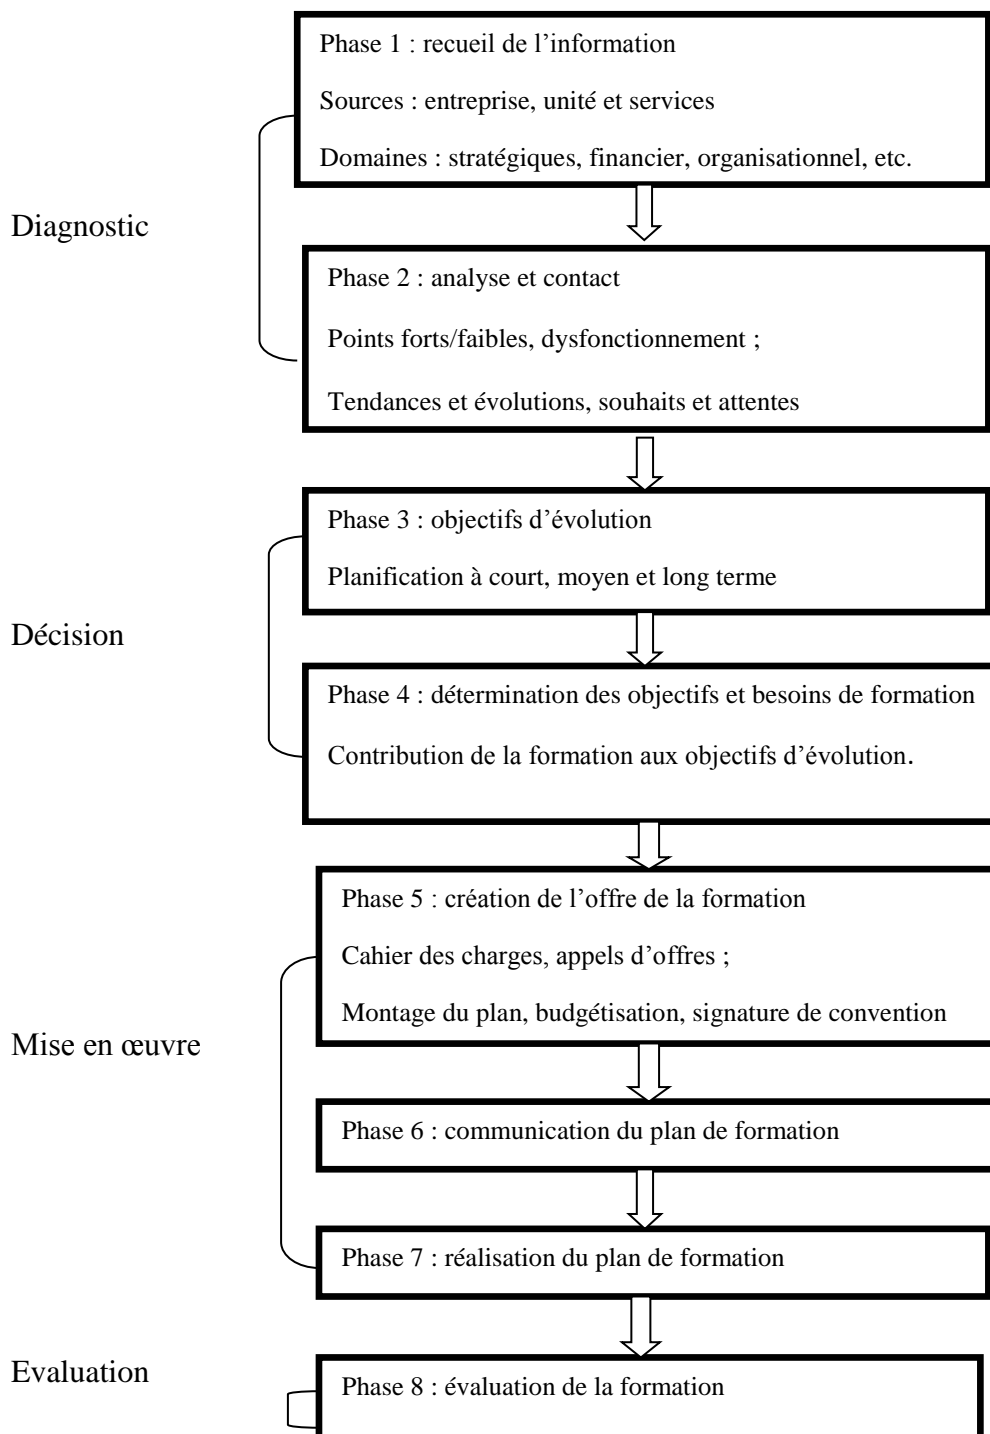 Phase 1 : recueil de l’information
Sources : entreprise, unité et services
Domaines : stratégiques, financier, organisationnel, etc.
Diagnostic
Phase 2 : analyse et contact
Points forts/faibles, dysfonctionnement ;
Tendances et évolutions, souhaits et attentes
Phase 3 : objectifs d’évolution
Planification à court, moyen et long terme
Décision
Phase 4 : détermination des objectifs et besoins de formation
Contribution de la formation aux objectifs d’évolution.
Phase 5 : création de l’offre de la formation
Cahier des charges, appels d’offres ;
Montage du plan, budgétisation, signature de convention
Mise en œuvre
Phase 6 : communication du plan de formation
Phase 7 : réalisation du plan de formation
Evaluation
Phase 8 : évaluation de la formation